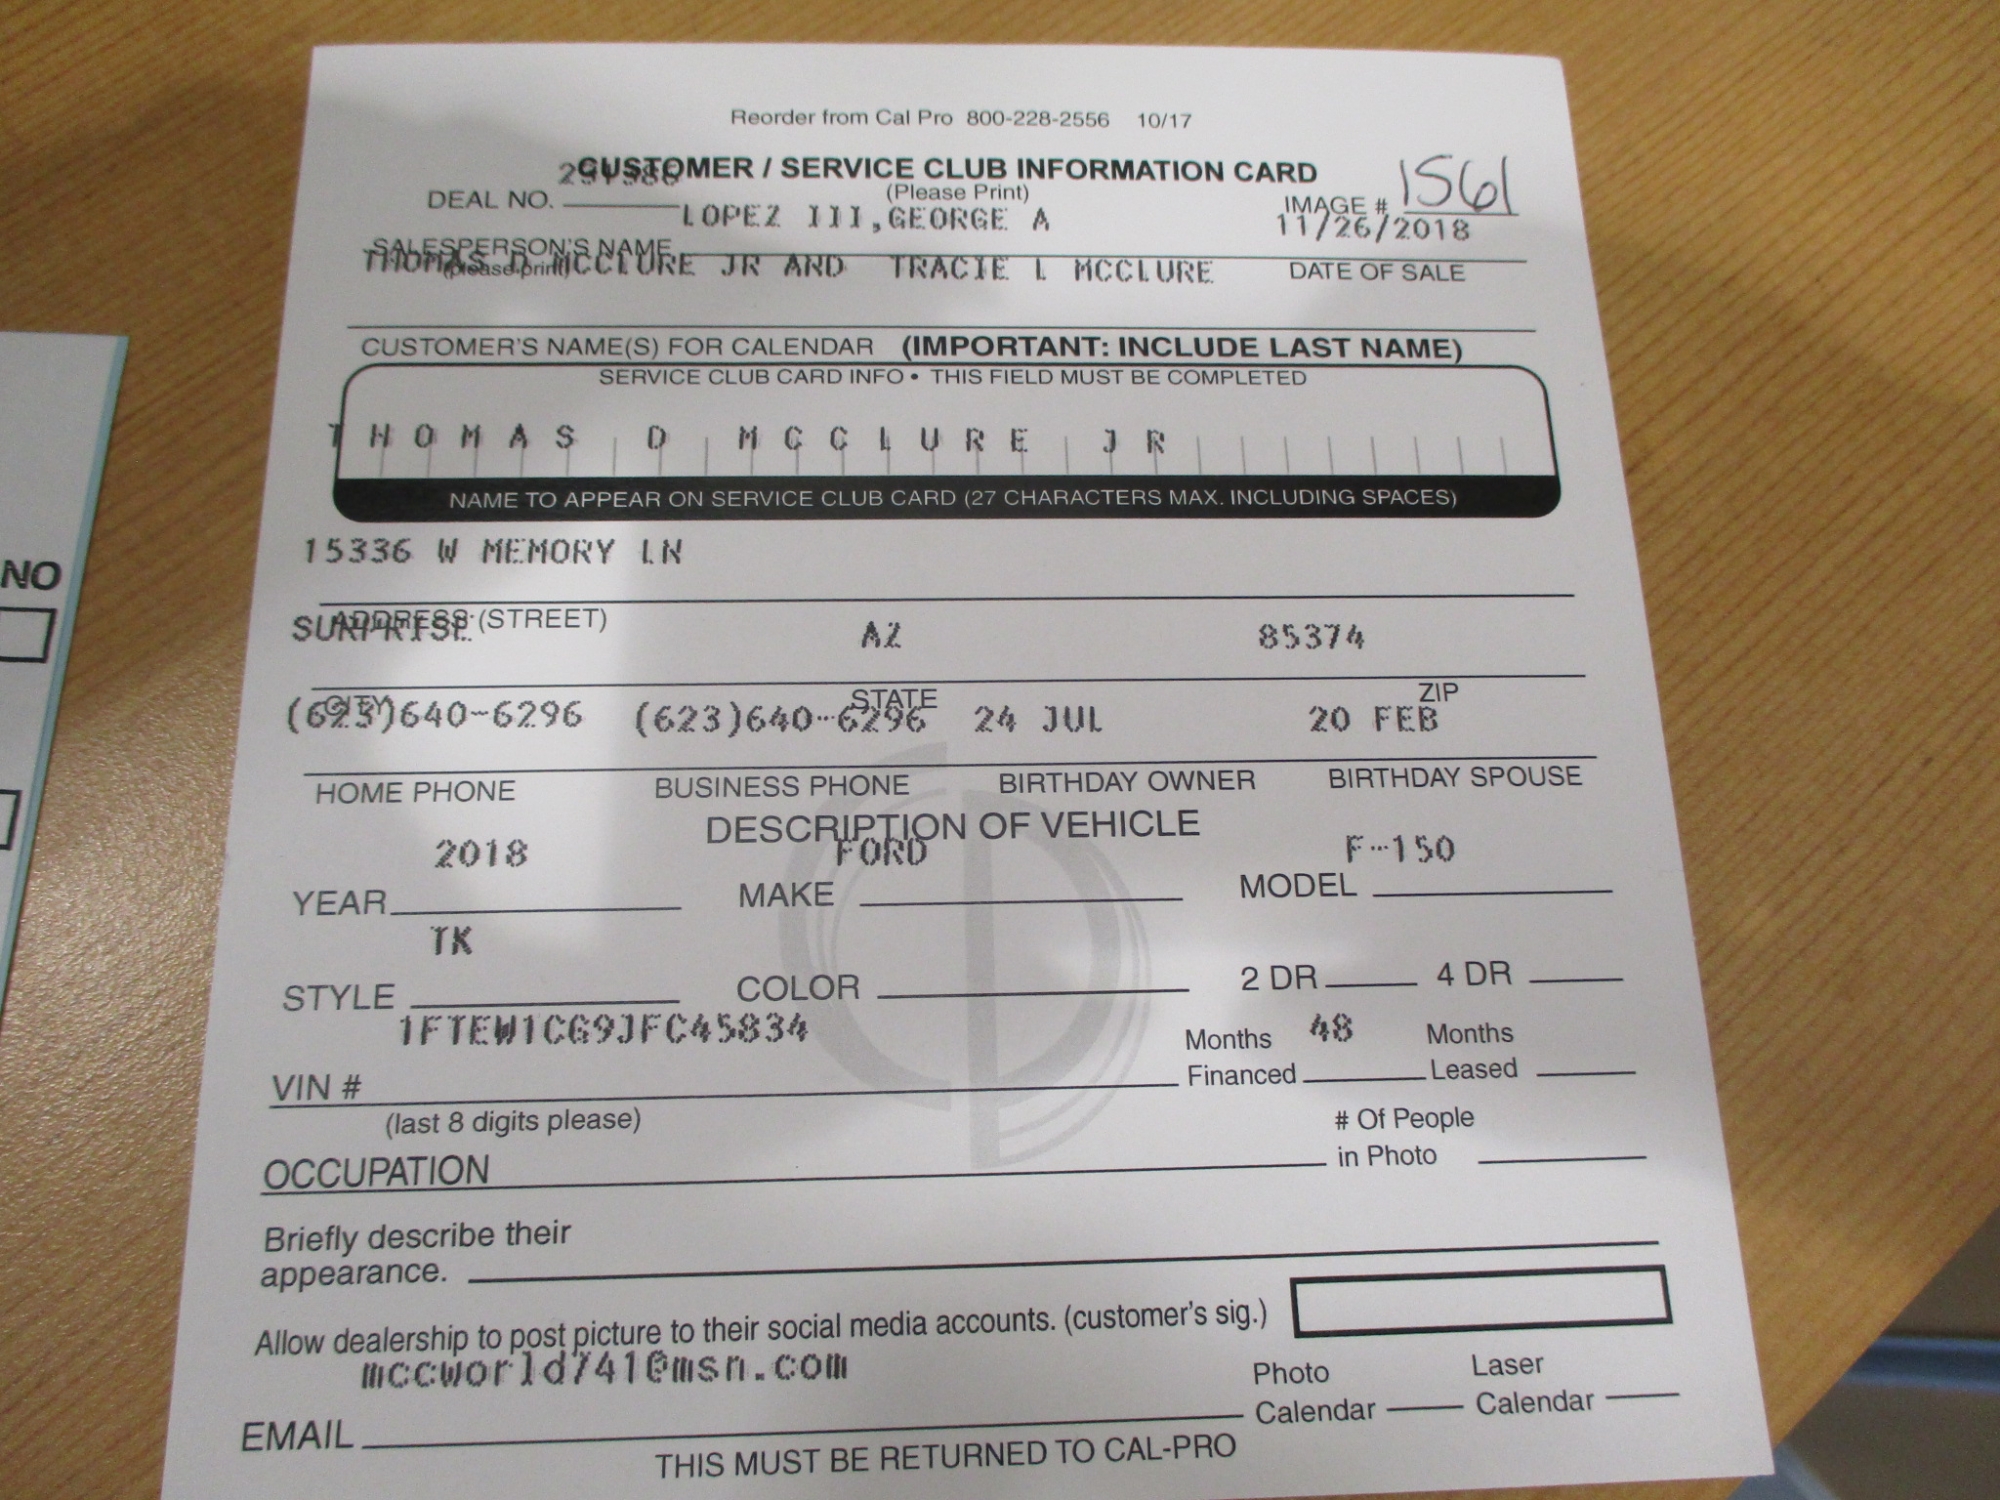 Reorder from Cal Pro 800-228-2556 10/17
CUSTOMER / SERVICE CLUB INFORMATION CARD
(Please Print)
DEAL NO.
IMAGE # 1561
LOPEZ III,GEORGE A
11/26/2018
SALESPERSON'S NAME
(please print)
DATE OF SALE
THOMAS D MCCLURE JR AND TRACIE L MCCLURE
CUSTOMER'S NAME(S) FOR CALENDAR (IMPORTANT: INCLUDE LAST NAME)
SERVICE CLUB CARD INFO • THIS FIELD MUST BE COMPLETED
THOMAS D MCCLURE JR
NAME TO APPEAR ON SERVICE CLUB CARD (27 CHARACTERS MAX. INCLUDING SPACES)
15336 W MEMORY LN
ADDRESS (STREET)
SURPRISE AZ 85374
CITY STATE ZIP
(623)640-6296 (623)640-6296 24 JUL 20 FEB
HOME PHONE BUSINESS PHONE BIRTHDAY OWNER BIRTHDAY SPOUSE
DESCRIPTION OF VEHICLE
2018 FORD F-150
YEAR MAKE MODEL
TK
STYLE COLOR 2 DR 4 DR
1FTEW1CG9JFC45834
Months 48 Months
VIN # Financed Leased
(last 8 digits please)
# Of People
OCCUPATION in Photo
Briefly describe their
appearance.
Allow dealership to post picture to their social media accounts. (customer's sig.)
mccworld741@msn.com
Photo Laser
EMAIL Calendar Calendar
THIS MUST BE RETURNED TO CAL-PRO
NO